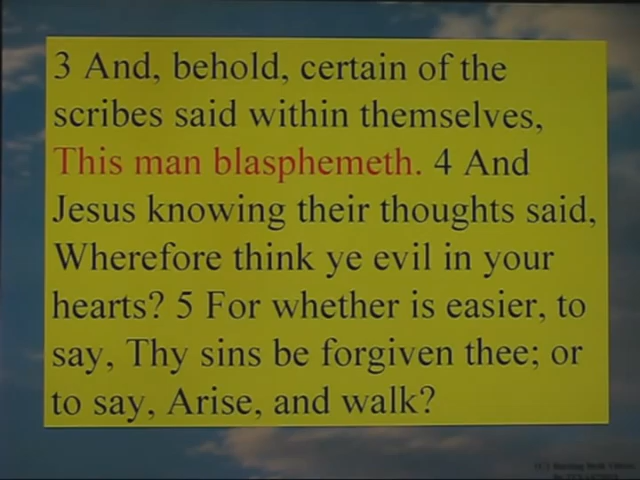 3 And, behold, certain of the
scribes said within themselves,
This man blasphemeth. 4 And
Jesus knowing their thoughts said,
Wherefore think ye evil in your
hearts? 5 For whether is easier, to
say, Thy sins be forgiven thee; or
to say, Arise, and walk?